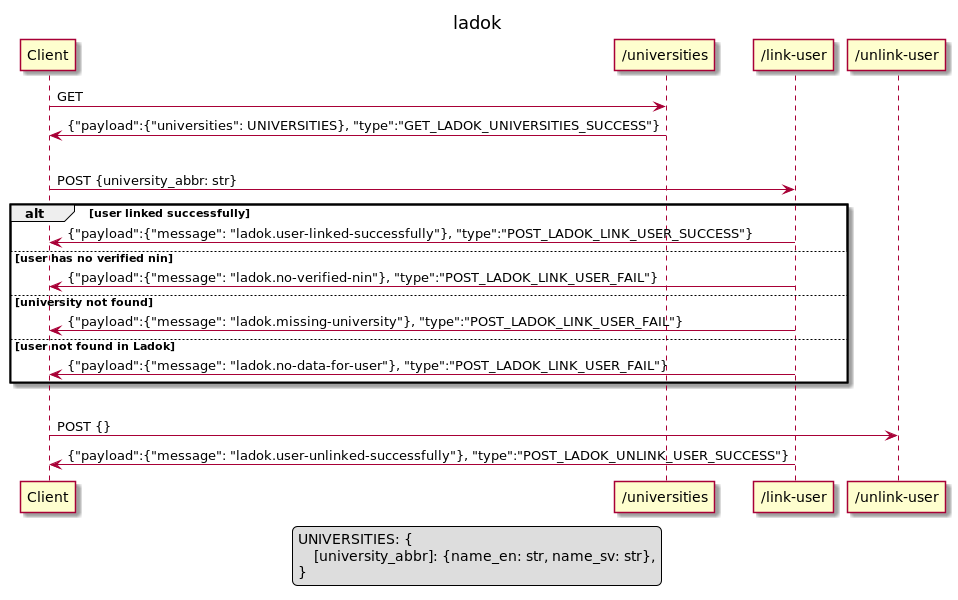 ladok
Client /universities /link-user /unlink-user
GET
{"payload":{"universities": UNIVERSITIES}, "type":"GET_LADOK_UNIVERSITIES_SUCCESS"}
POST {university_abbr: str}
alt [user linked successfully]
{"payload":{"message": "ladok.user-linked-successfully"}, "type":"POST_LADOK_LINK_USER_SUCCESS"}
[user has no verified nin]
{"payload":{"message": "ladok.no-verified-nin"}, "type":"POST_LADOK_LINK_USER_FAIL"}
[university not found]
{"payload":{"message": "ladok.missing-university"}, "type":"POST_LADOK_LINK_USER_FAIL"}
[user not found in Ladok]
{"payload":{"message": "ladok.no-data-for-user"}, "type":"POST_LADOK_LINK_USER_FAIL"}
POST {}
{"payload":{"message": "ladok.user-unlinked-successfully"}, "type":"POST_LADOK_UNLINK_USER_SUCCESS"}
Client /universities /link-user /unlink-user
UNIVERSITIES: {
[university_abbr]: {name_en: str, name_sv: str},
}